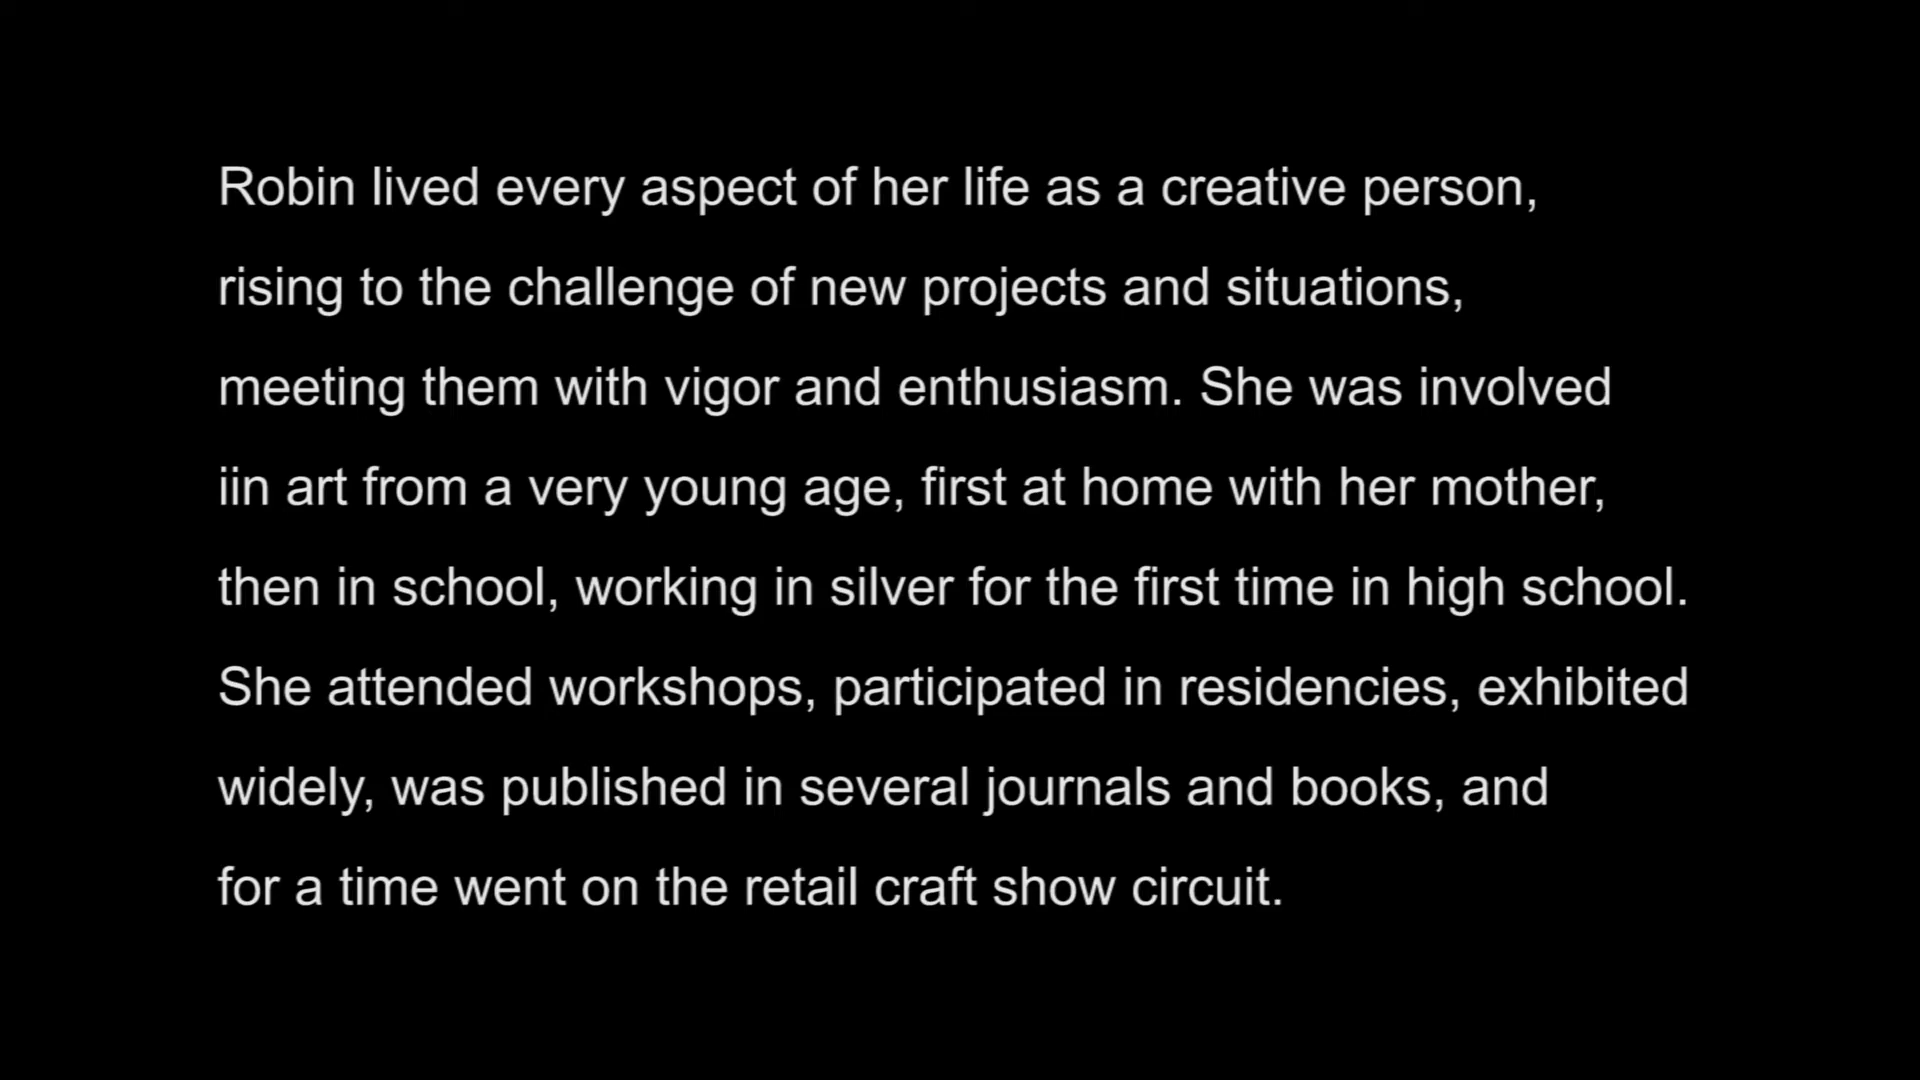 Robin lived every aspect of her life as a creative person,
rising to the challenge of new projects and situations,
meeting them with vigor and enthusiasm. She was involved
iin art from a very young age, first at home with her mother,
then in school, working in silver for the first time in high school.
She attended workshops, participated in residencies, exhibited
widely, was published in several journals and books, and
for a time went on the retail craft show circuit.